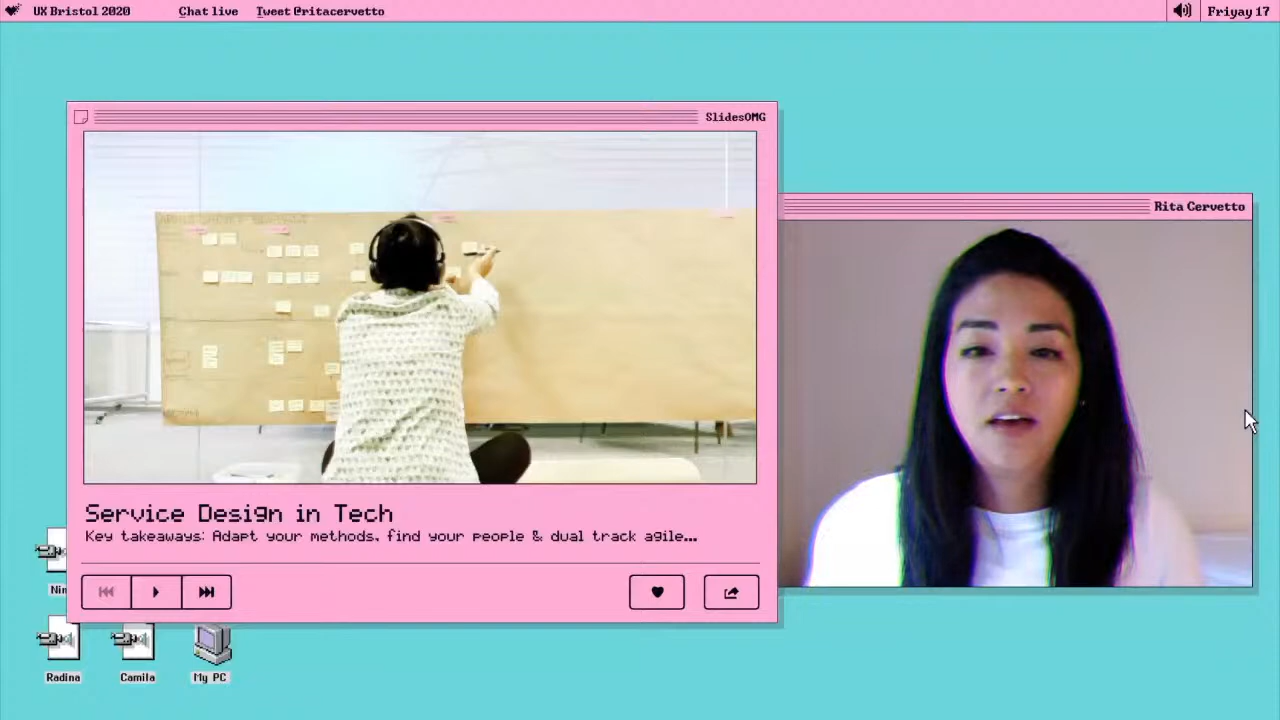 UX Bristol 2020 Chat live Tweet @ritacervetto Friyay 17
SlidesOMG
Rita Cervetto
Service Design in Tech
Key takeaways: Adapt your methods, find your people & dual track agile...
Nin
Radina Camila My PC